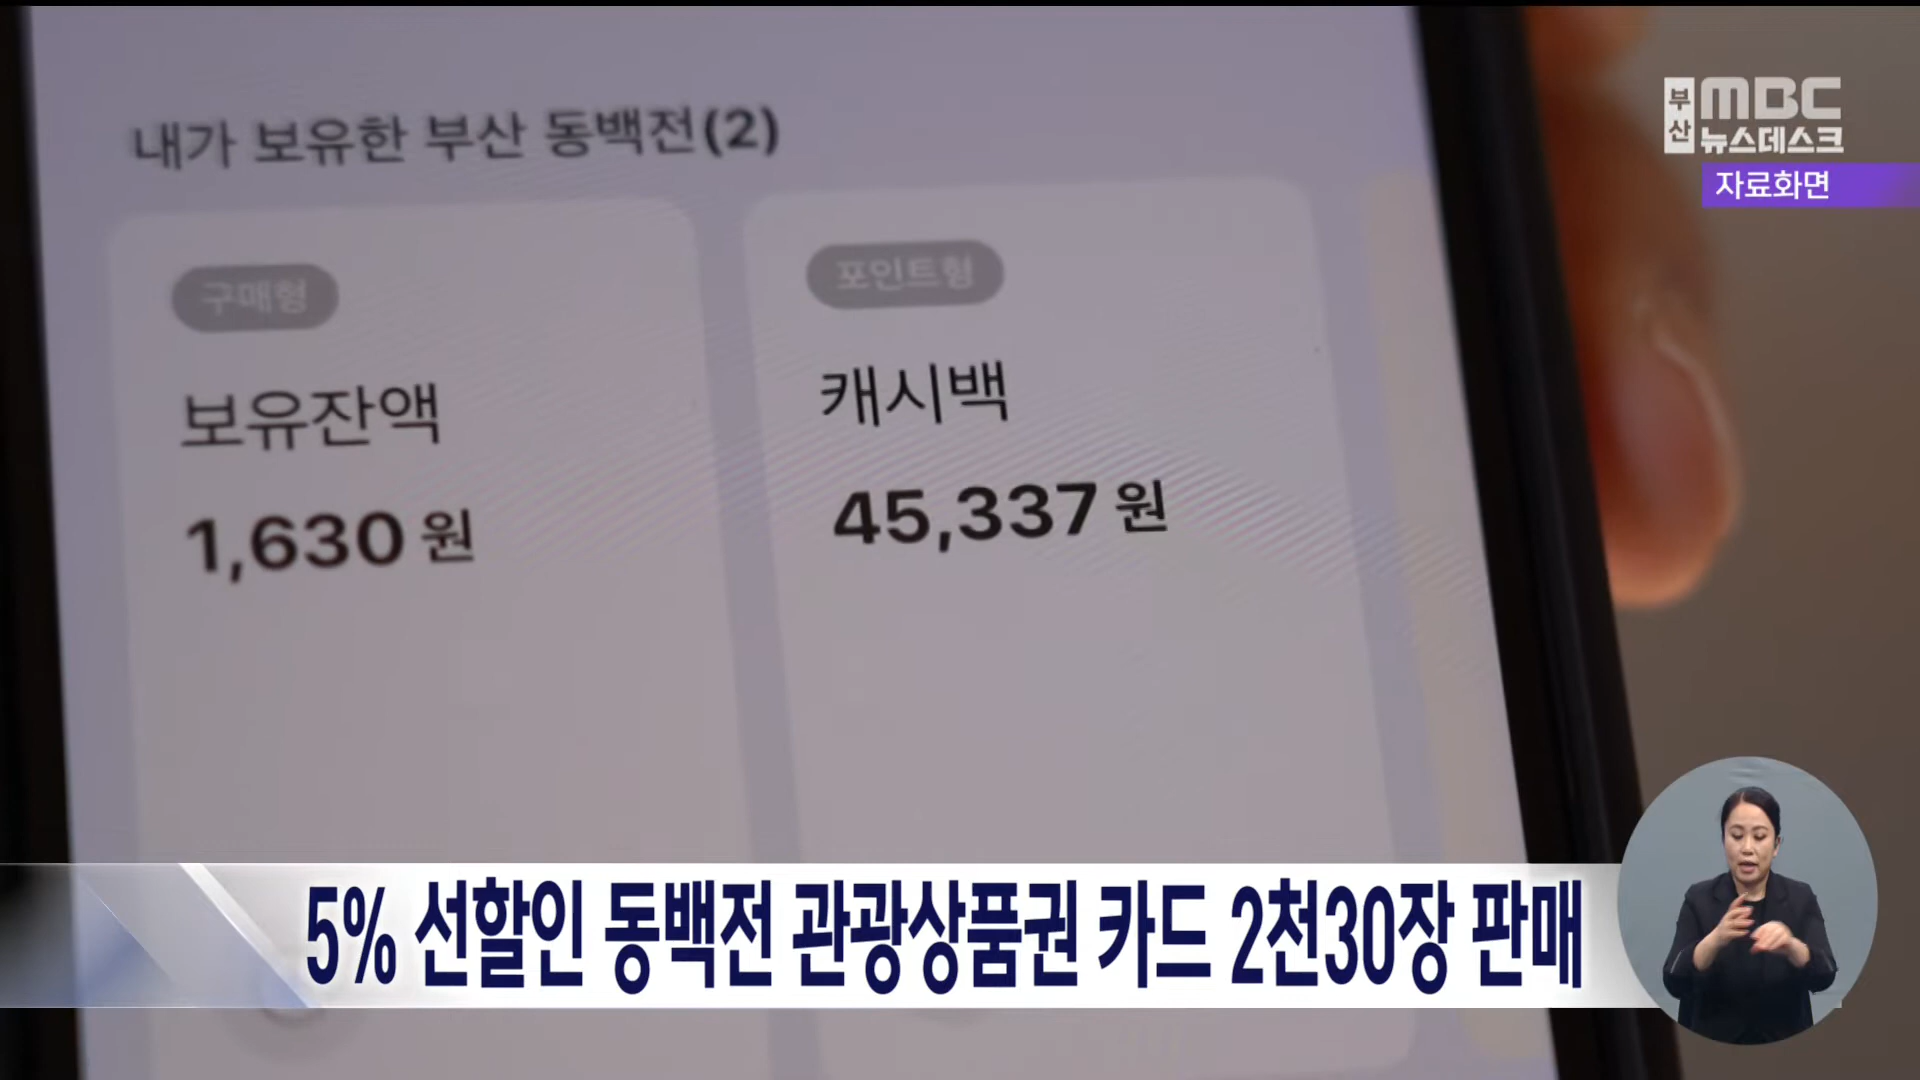 부산 MBC
뉴스데스크
자료화면
내가 보유한 부산 동백전(2)
구매형
보유잔액
1,630 원
포인트형
캐시백
45,337 원
5% 선할인 동백전 관광상품권 카드 2천30장 판매